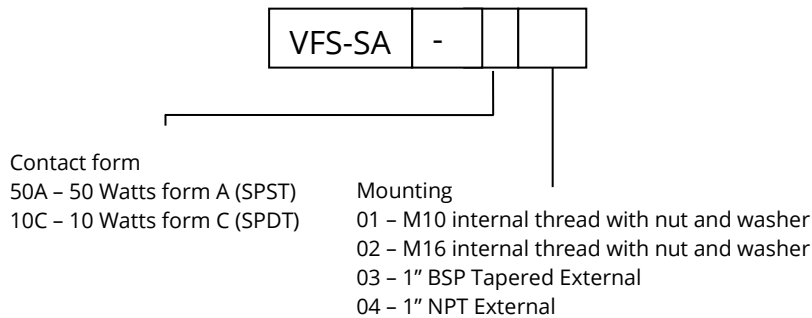 VFS-SA -
Contact form
50A – 50 Watts form A (SPST)
10C – 10 Watts form C (SPDT)
Mounting
01 – M10 internal thread with nut and washer
02 – M16 internal thread with nut and washer
03 – 1” BSP Tapered External
04 – 1” NPT External